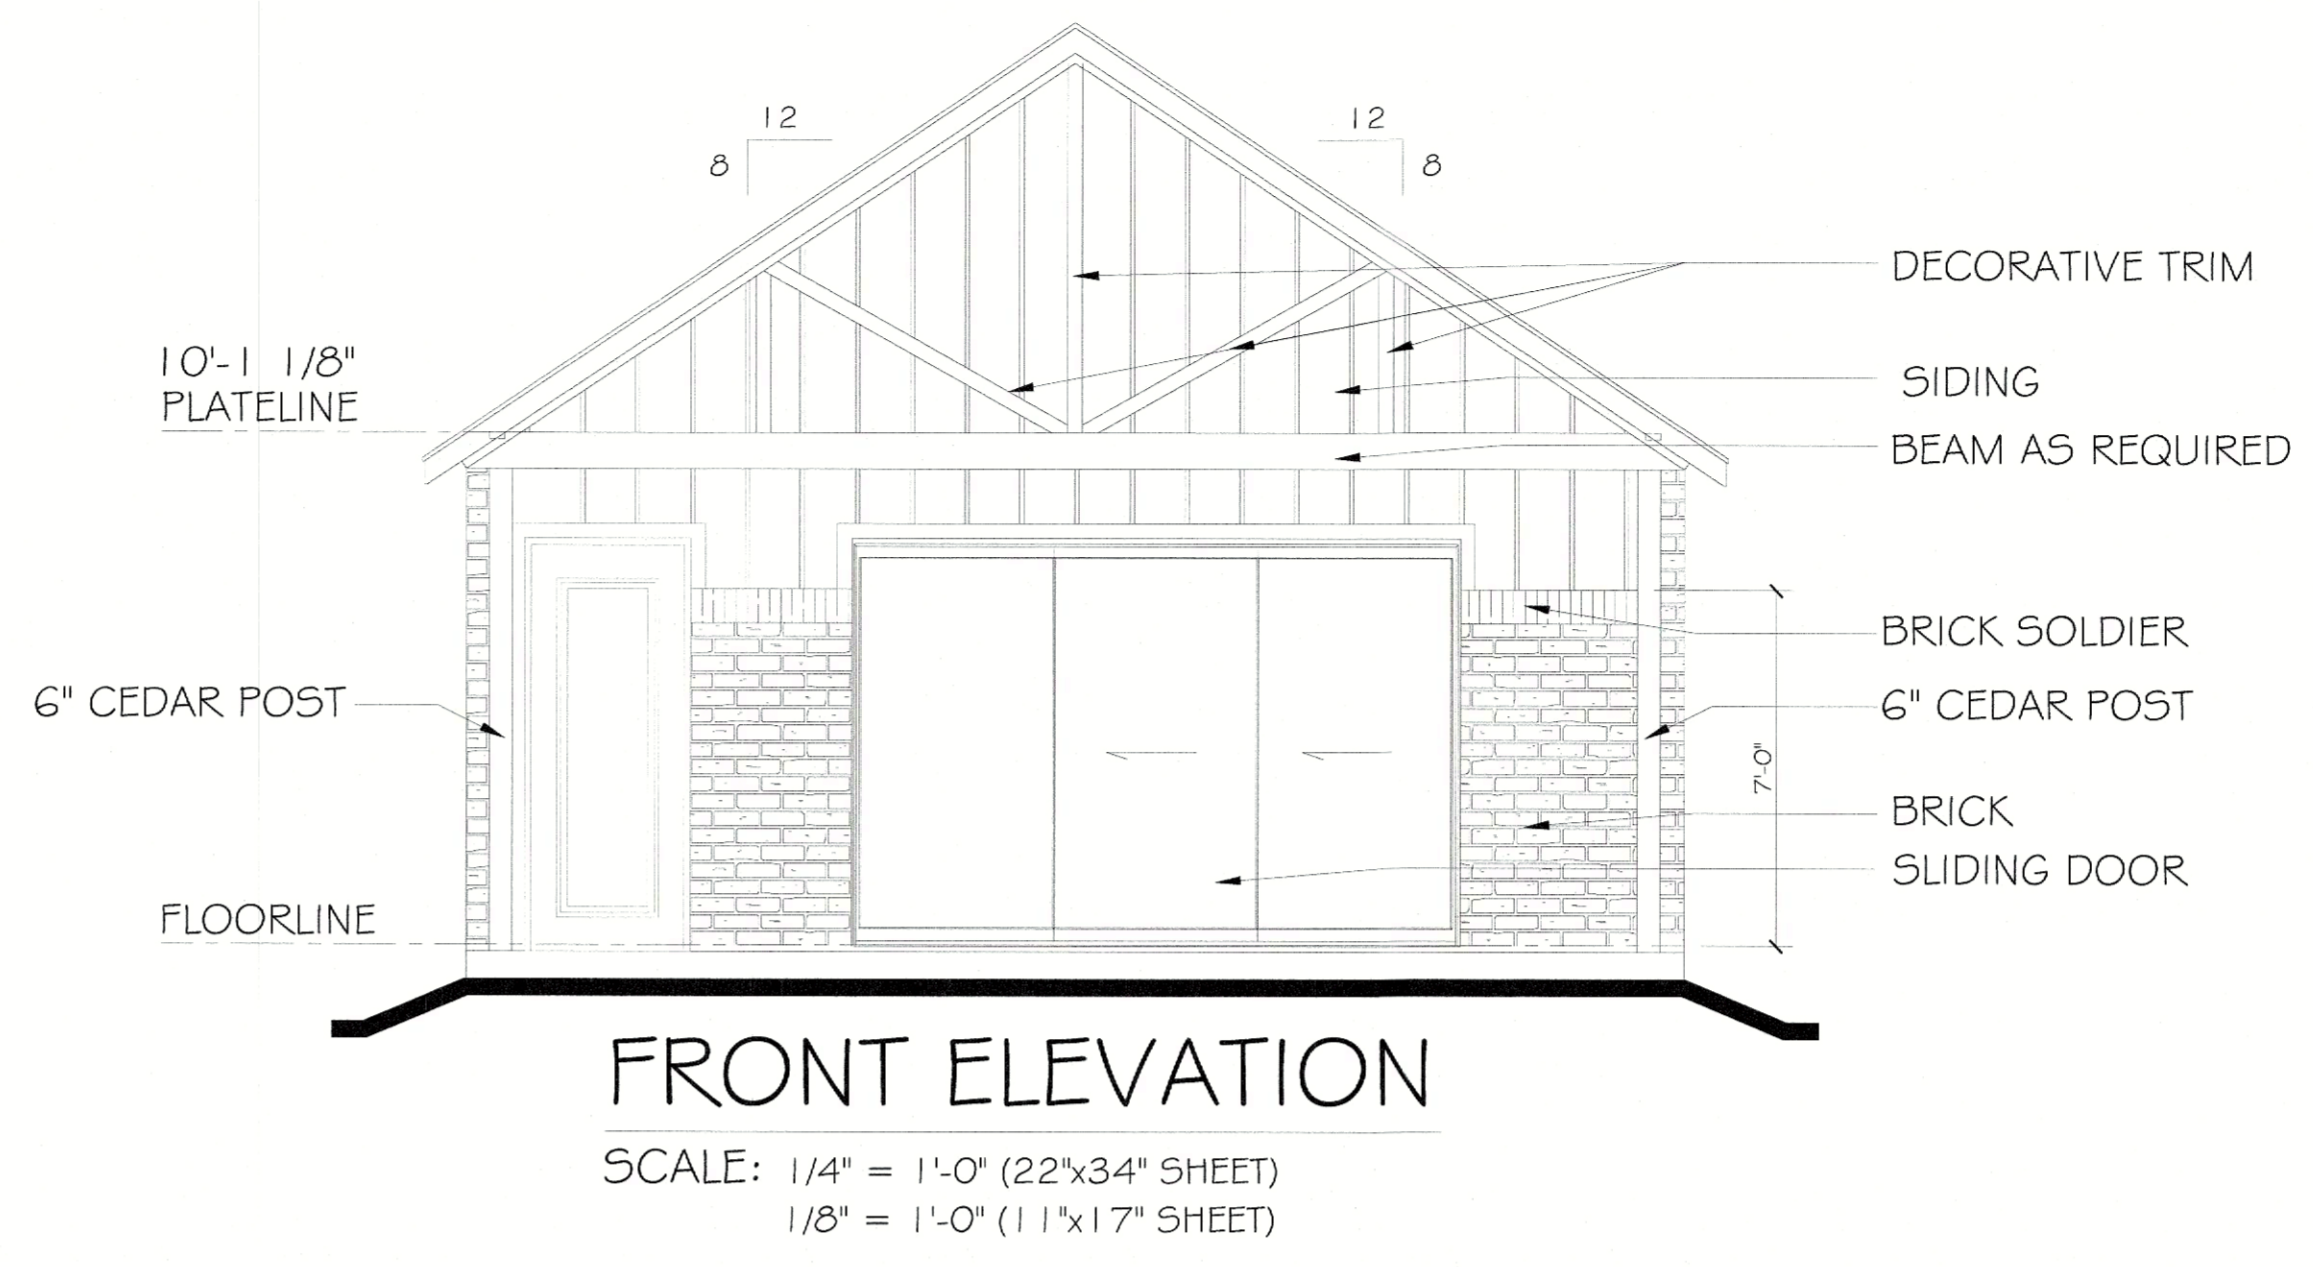 12
12
8
8
DECORATIVE TRIM
10'-1 1/8"
PLATELINE
SIDING
BEAM AS REQUIRED
BRICK SOLDIER
6" CEDAR POST
6" CEDAR POST
7'-0"
BRICK
SLIDING DOOR
FLOORLINE
FRONT ELEVATION
SCALE: 1/4" = 1'-0" (22"x34" SHEET)
1/8" = 1'-0" (11"x17" SHEET)